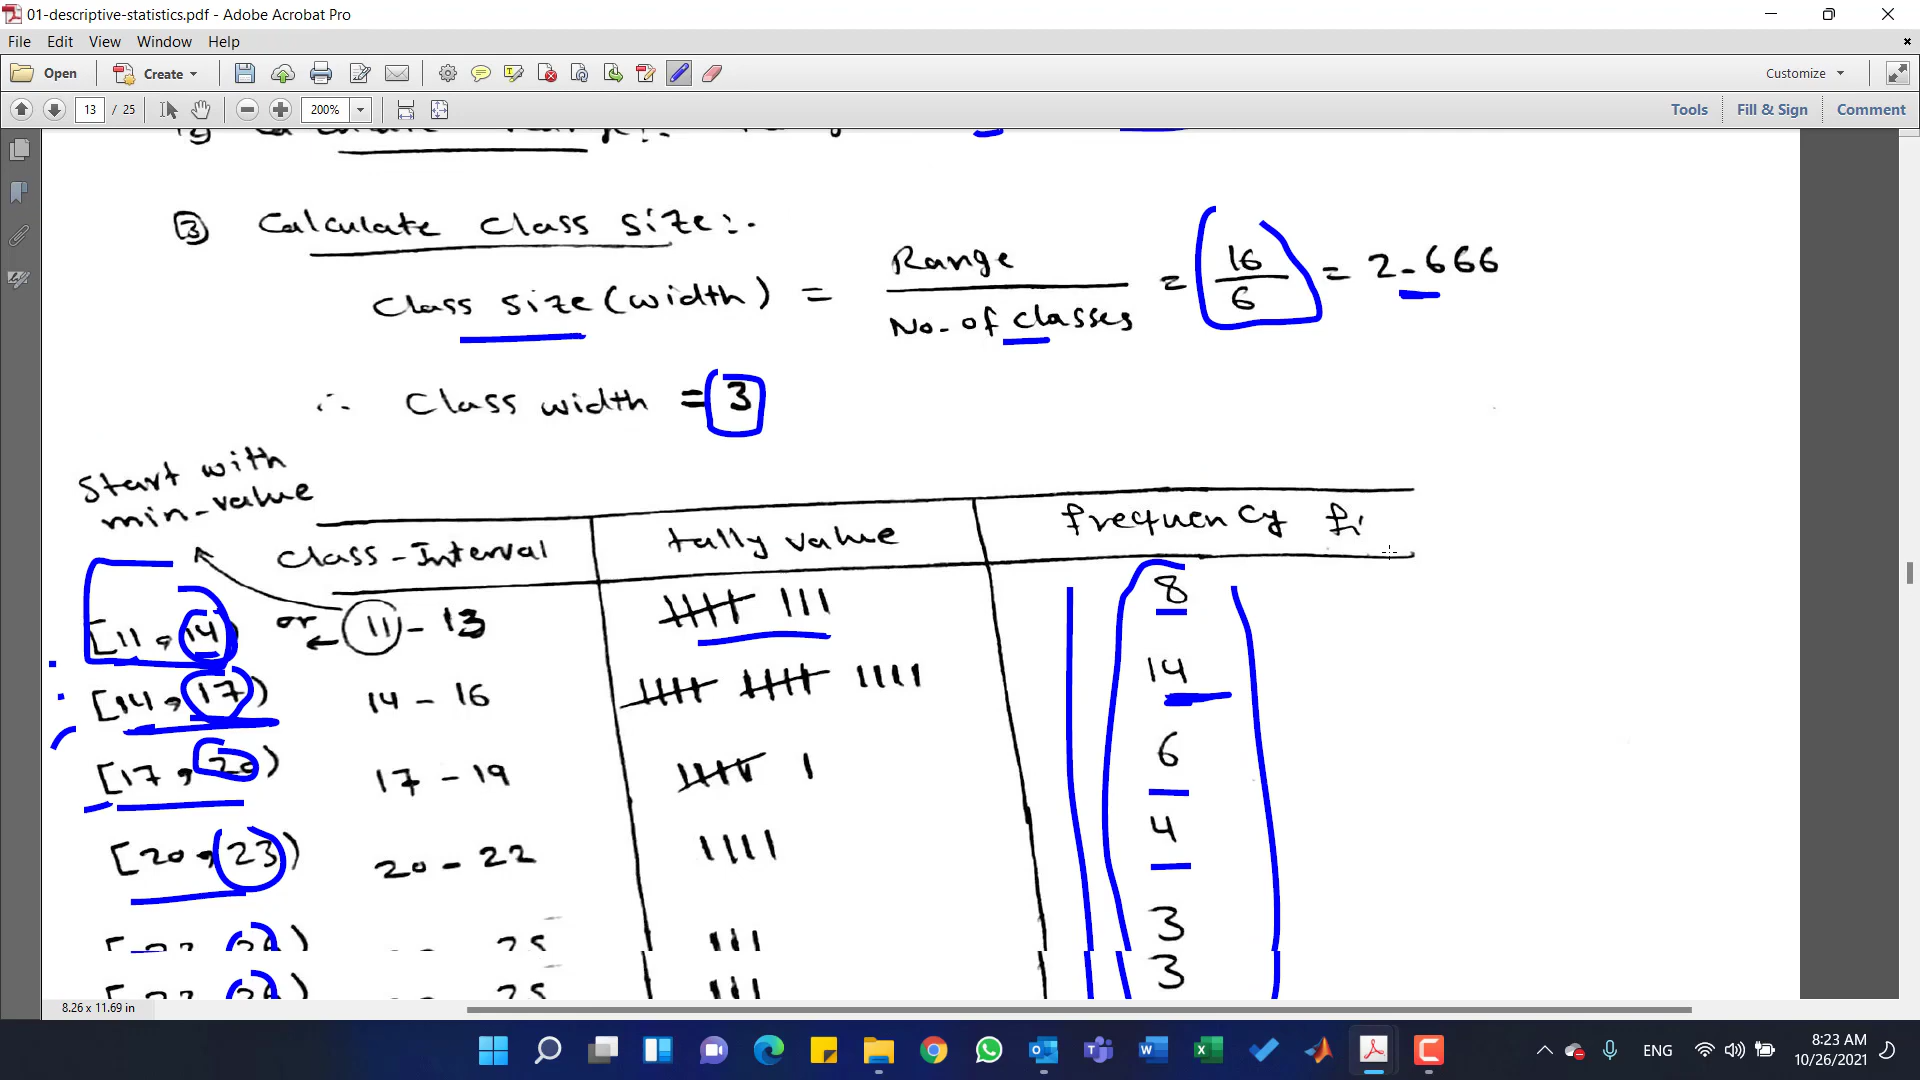 01-descriptive-statistics.pdf - Adobe Acrobat Pro
File Edit View Window Help
Open Create
Customize
13 / 25 200%
Tools Fill & Sign Comment
③ Calculate Class Size:.
Class size (width) = Range / No. of classes = 16 / 6 = 2.666
∴ Class width = 3
Start with
min-value
Class-Interval tally value frequency fi
[11, 14) or 11 - 13 8
[14, 17) 14 - 16 14
[17, 20) 17 - 19 6
[20, 23) 20 - 22 4
25 3
25 3
8.26 x 11.69 in
ENG
8:23 AM
10/26/2021